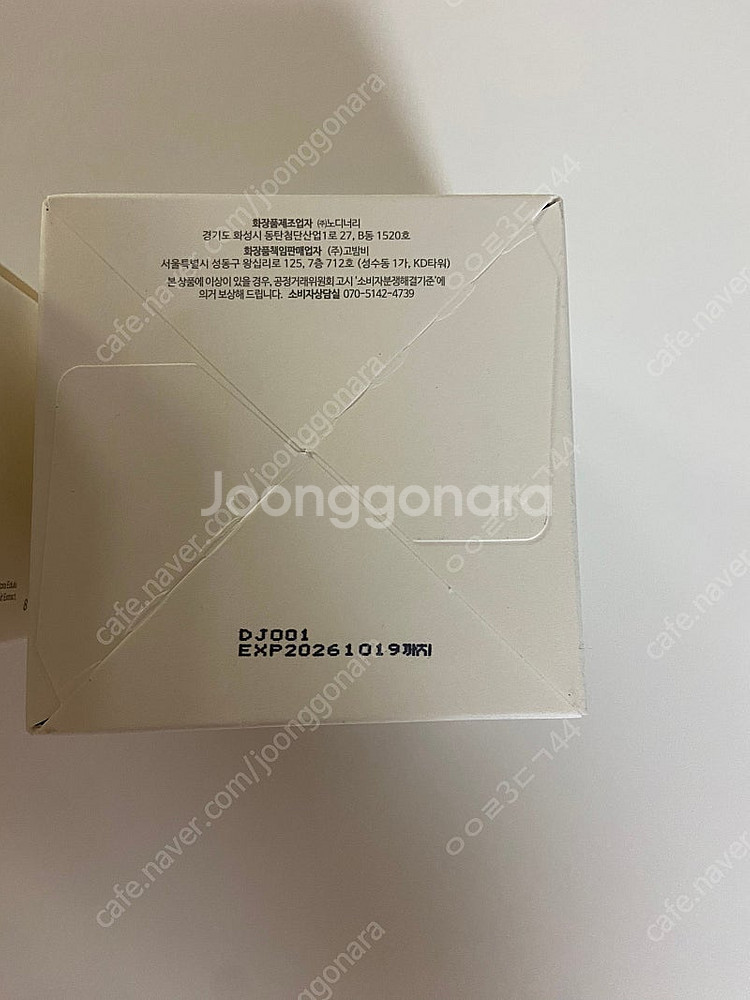 화장품제조업자 ㈜노디너리
경기도 화성시 동탄첨단산업1로 27, B동 1520호
화장품책임판매업자 (주)고밤비
서울특별시 성동구 왕십리로 125, 7층 712호 (성수동 1가, KD타워)
본 상품에 이상이 있을 경우, 공정거래위원회 고시 '소비자분쟁해결기준'에
의거 보상해 드립니다. 소비자상담실 070-5142-4739
Joonggonara
cafe.naver.com/joonggonara
DJ001
EXP20261019까지